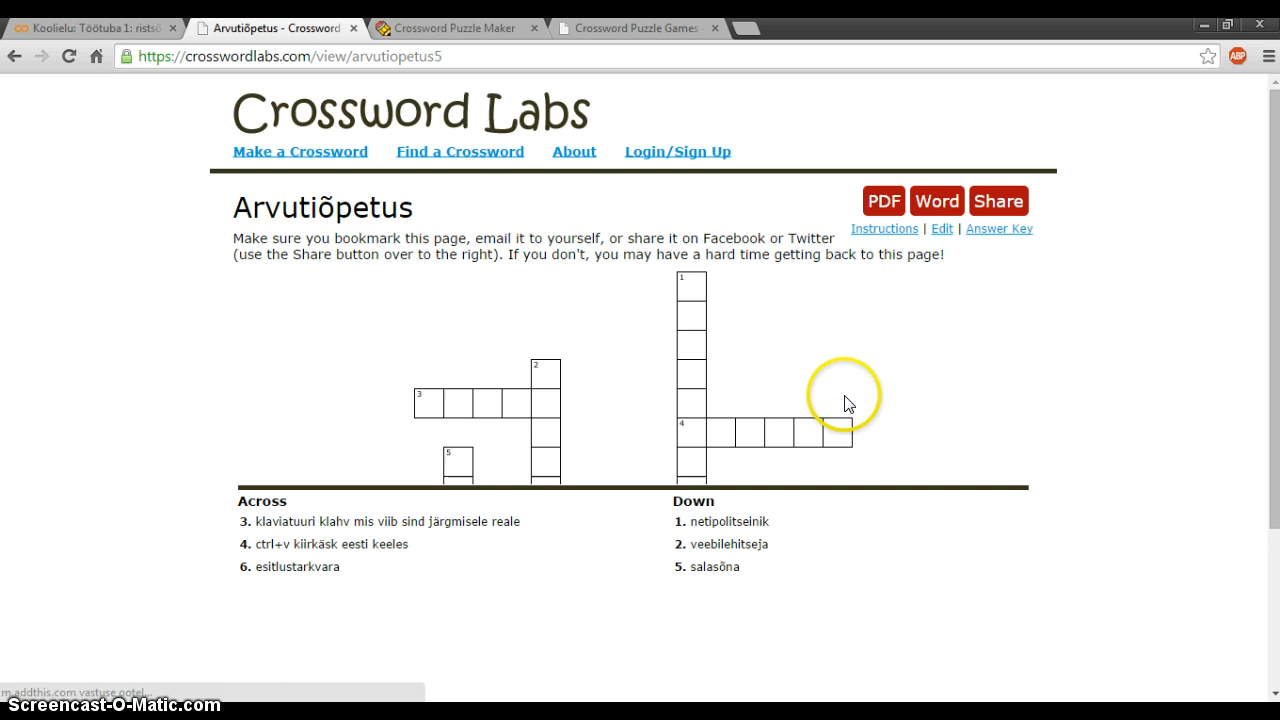 Koolielu: Töötuba 1: ristsõ
Arvutiõpetus - Crossword
Crossword Puzzle Maker
Crossword Puzzle Games
https://crosswordlabs.com/view/arvutiopetus5
ABP
Crossword Labs
Make a Crossword Find a Crossword About Login/Sign Up
Arvutiõpetus
PDF Word Share
Instructions | Edit | Answer Key
Make sure you bookmark this page, email it to yourself, or share it on Facebook or Twitter
(use the Share button over to the right). If you don't, you may have a hard time getting back to this page!
1
2
3
4
5
Across
3. klaviatuuri klahv mis viib sind järgmisele reale
4. ctrl+v kiirkäsk eesti keeles
6. esitlustarkvara
Down
1. netipolitseinik
2. veebilehitseja
5. salasõna
m.addthis.com vastuse ootel...
Screencast-O-Matic.com